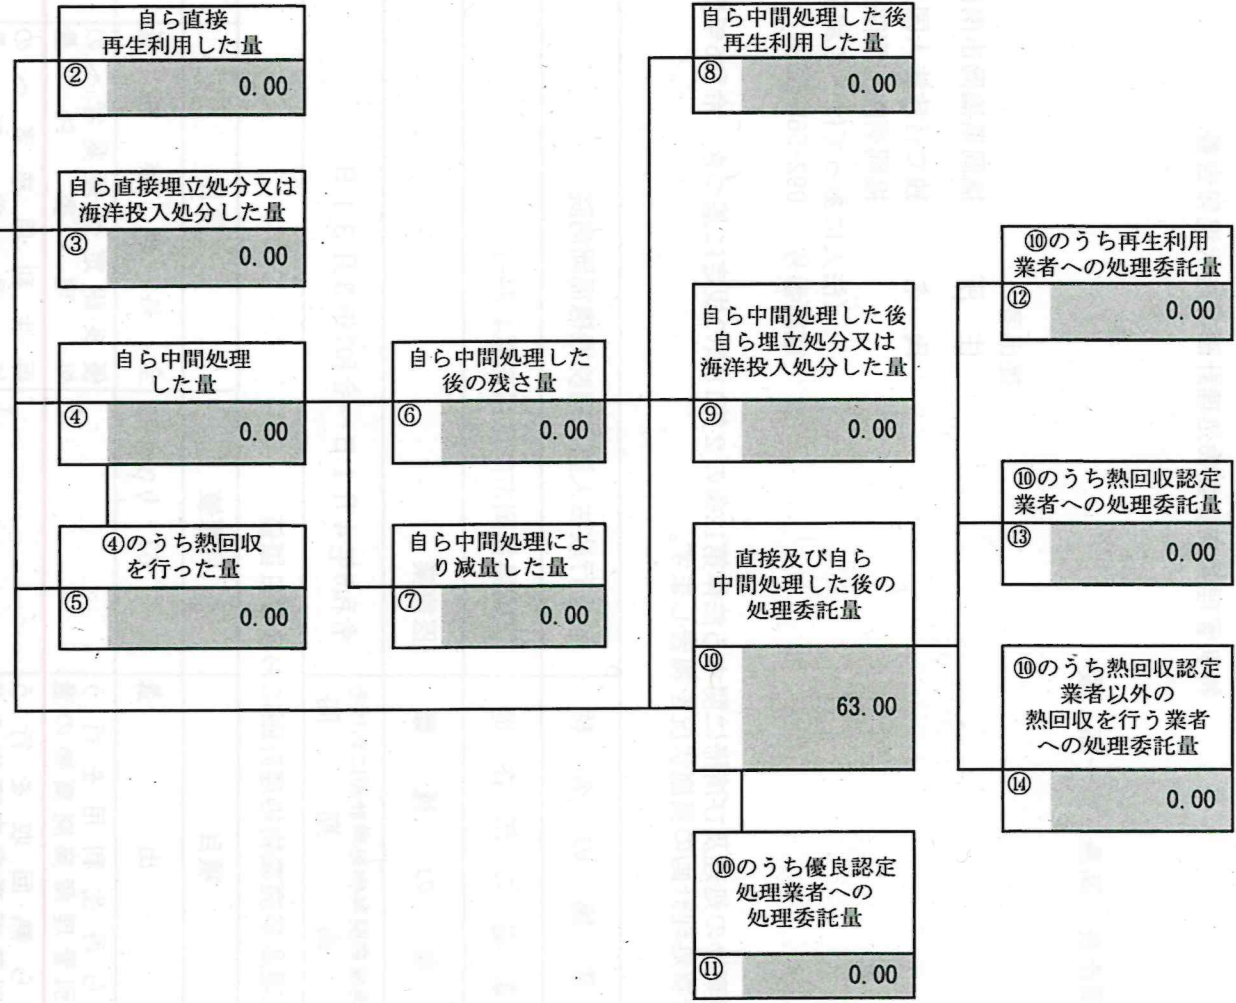 自ら直接
再生利用した量
② 0.00
自ら直接埋立処分又は
海洋投入処分した量
③ 0.00
自ら中間処理
した量
④ 0.00
④のうち熱回収
を行った量
⑤ 0.00
自ら中間処理した
後の残さ量
⑥ 0.00
自ら中間処理によ
り減量した量
⑦ 0.00
自ら中間処理した後
再生利用した量
⑧ 0.00
自ら中間処理した後
自ら埋立処分又は
海洋投入処分した量
⑨ 0.00
直接及び自ら
中間処理した後の
処理委託量
⑩ 63.00
⑩のうち優良認定
処理業者への
処理委託量
⑪ 0.00
⑩のうち再生利用
業者への処理委託量
⑫ 0.00
⑩のうち熱回収認定
業者への処理委託量
⑬ 0.00
⑩のうち熱回収認定
業者以外の
熱回収を行う業者
への処理委託量
⑭ 0.00